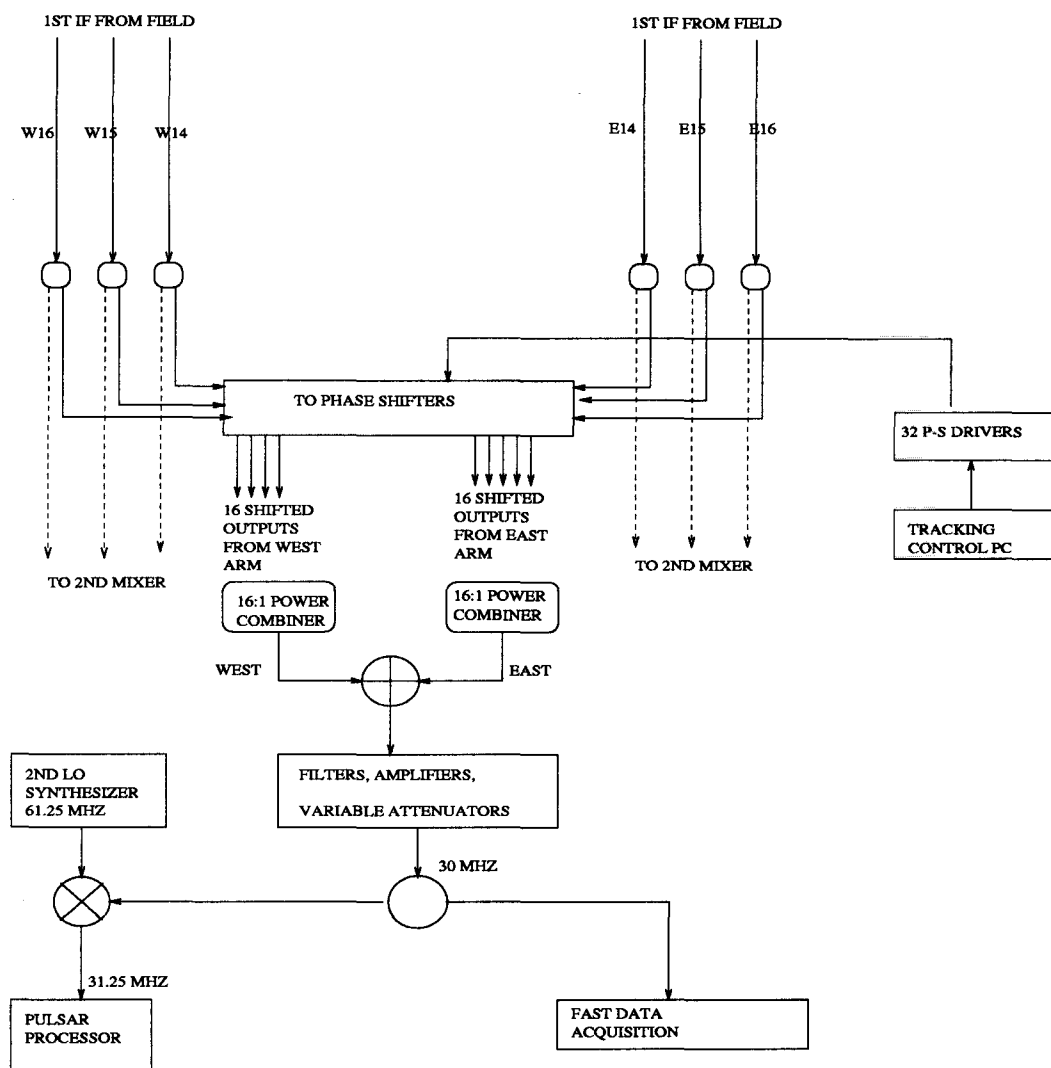 1ST IF FROM FIELD
1ST IF FROM FIELD
W16
W15
W14
E14
E15
E16
TO PHASE SHIFTERS
32 P-S DRIVERS
TRACKING
CONTROL PC
16 SHIFTED
OUTPUTS
FROM WEST
ARM
16 SHIFTED
OUTPUTS
FROM EAST
ARM
TO 2ND MIXER
TO 2ND MIXER
16:1 POWER
COMBINER
16:1 POWER
COMBINER
WEST
EAST
2ND LO
SYNTHESIZER
61.25 MHZ
FILTERS, AMPLIFIERS,
VARIABLE ATTENUATORS
30 MHZ
31.25 MHZ
PULSAR
PROCESSOR
FAST DATA
ACQUISITION